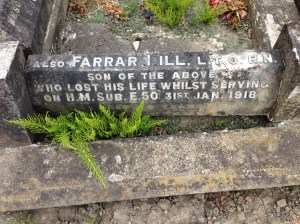 ALSO FARRAR HILL, L.T.O. R.N.
SON OF THE ABOVE
WHO LOST HIS LIFE WHILST SERVING
ON H.M. SUB. E.50. 31ST JAN. 1918.